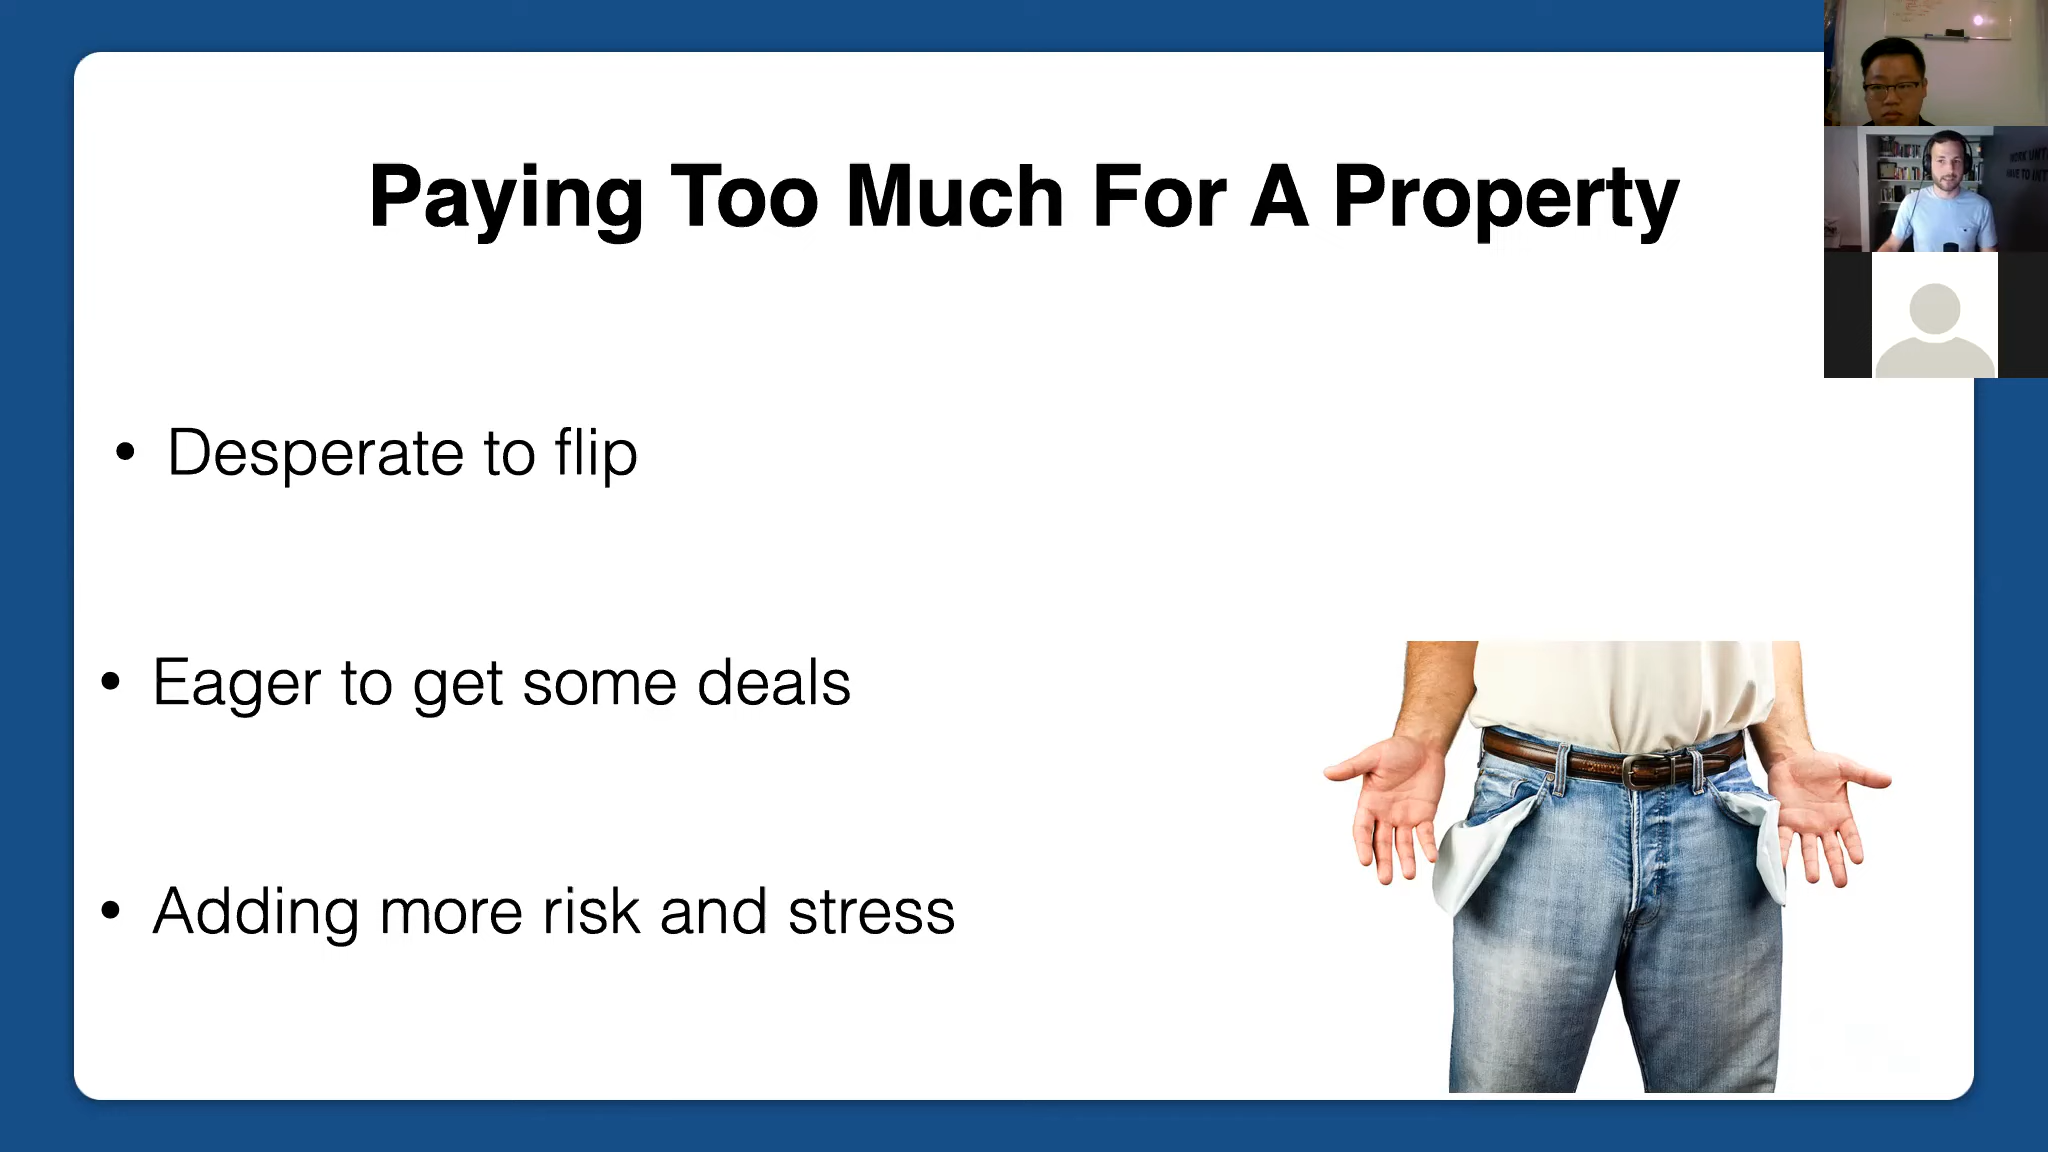 Paying Too Much For A Property
• Desperate to flip
• Eager to get some deals
• Adding more risk and stress